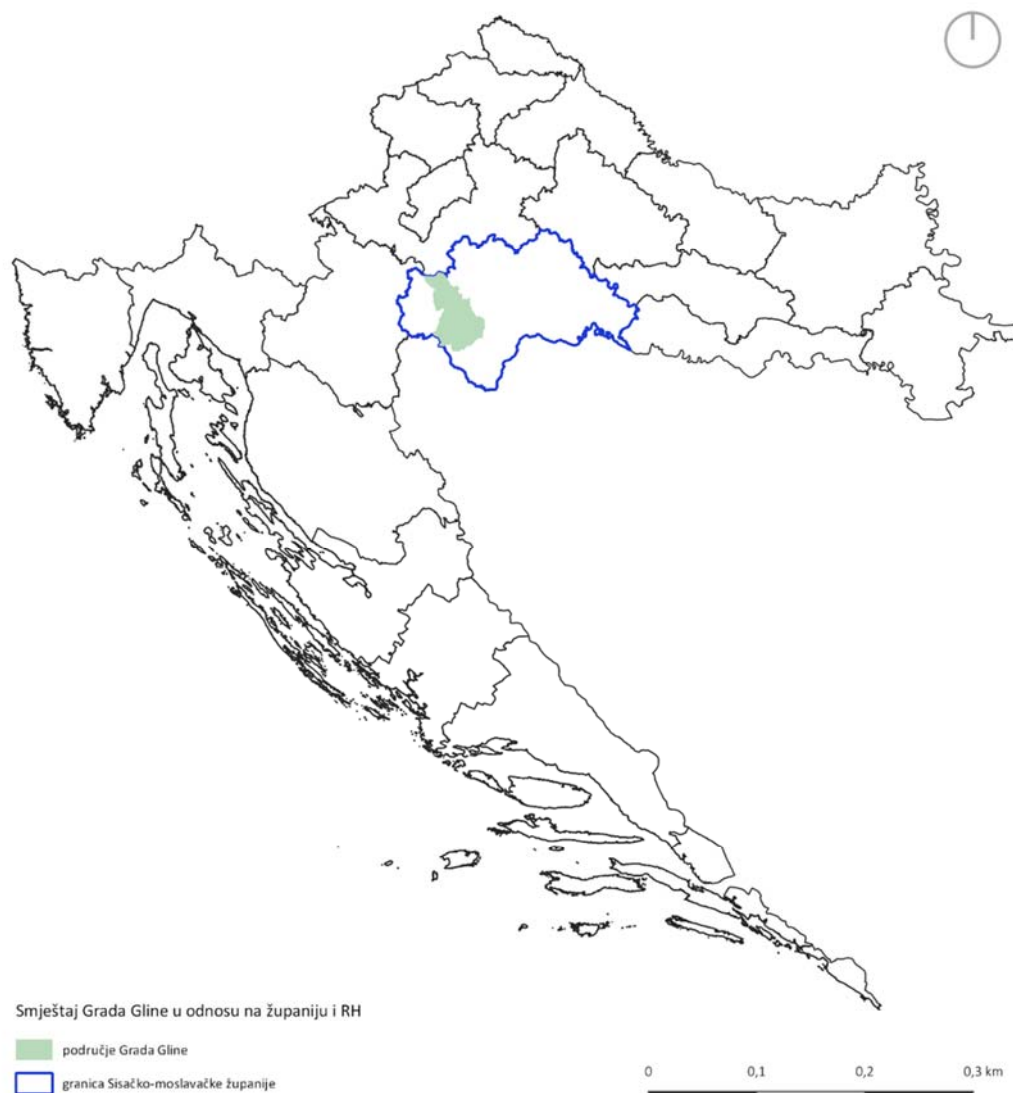 Smještaj Grada Gline u odnosu na županiju i RH
područje Grada Gline
granica Sisačko-moslavačke županije
0 0,1 0,2 0,3 km